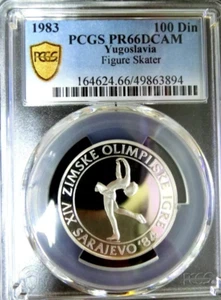 1983 100 Din
PCGS PR66DCAM
Yugoslavia
Figure Skater
164624.66/49863894
PCGS
XIV ZIMSKE OLIMPIJSKE IGRE
SARAJEVO '84